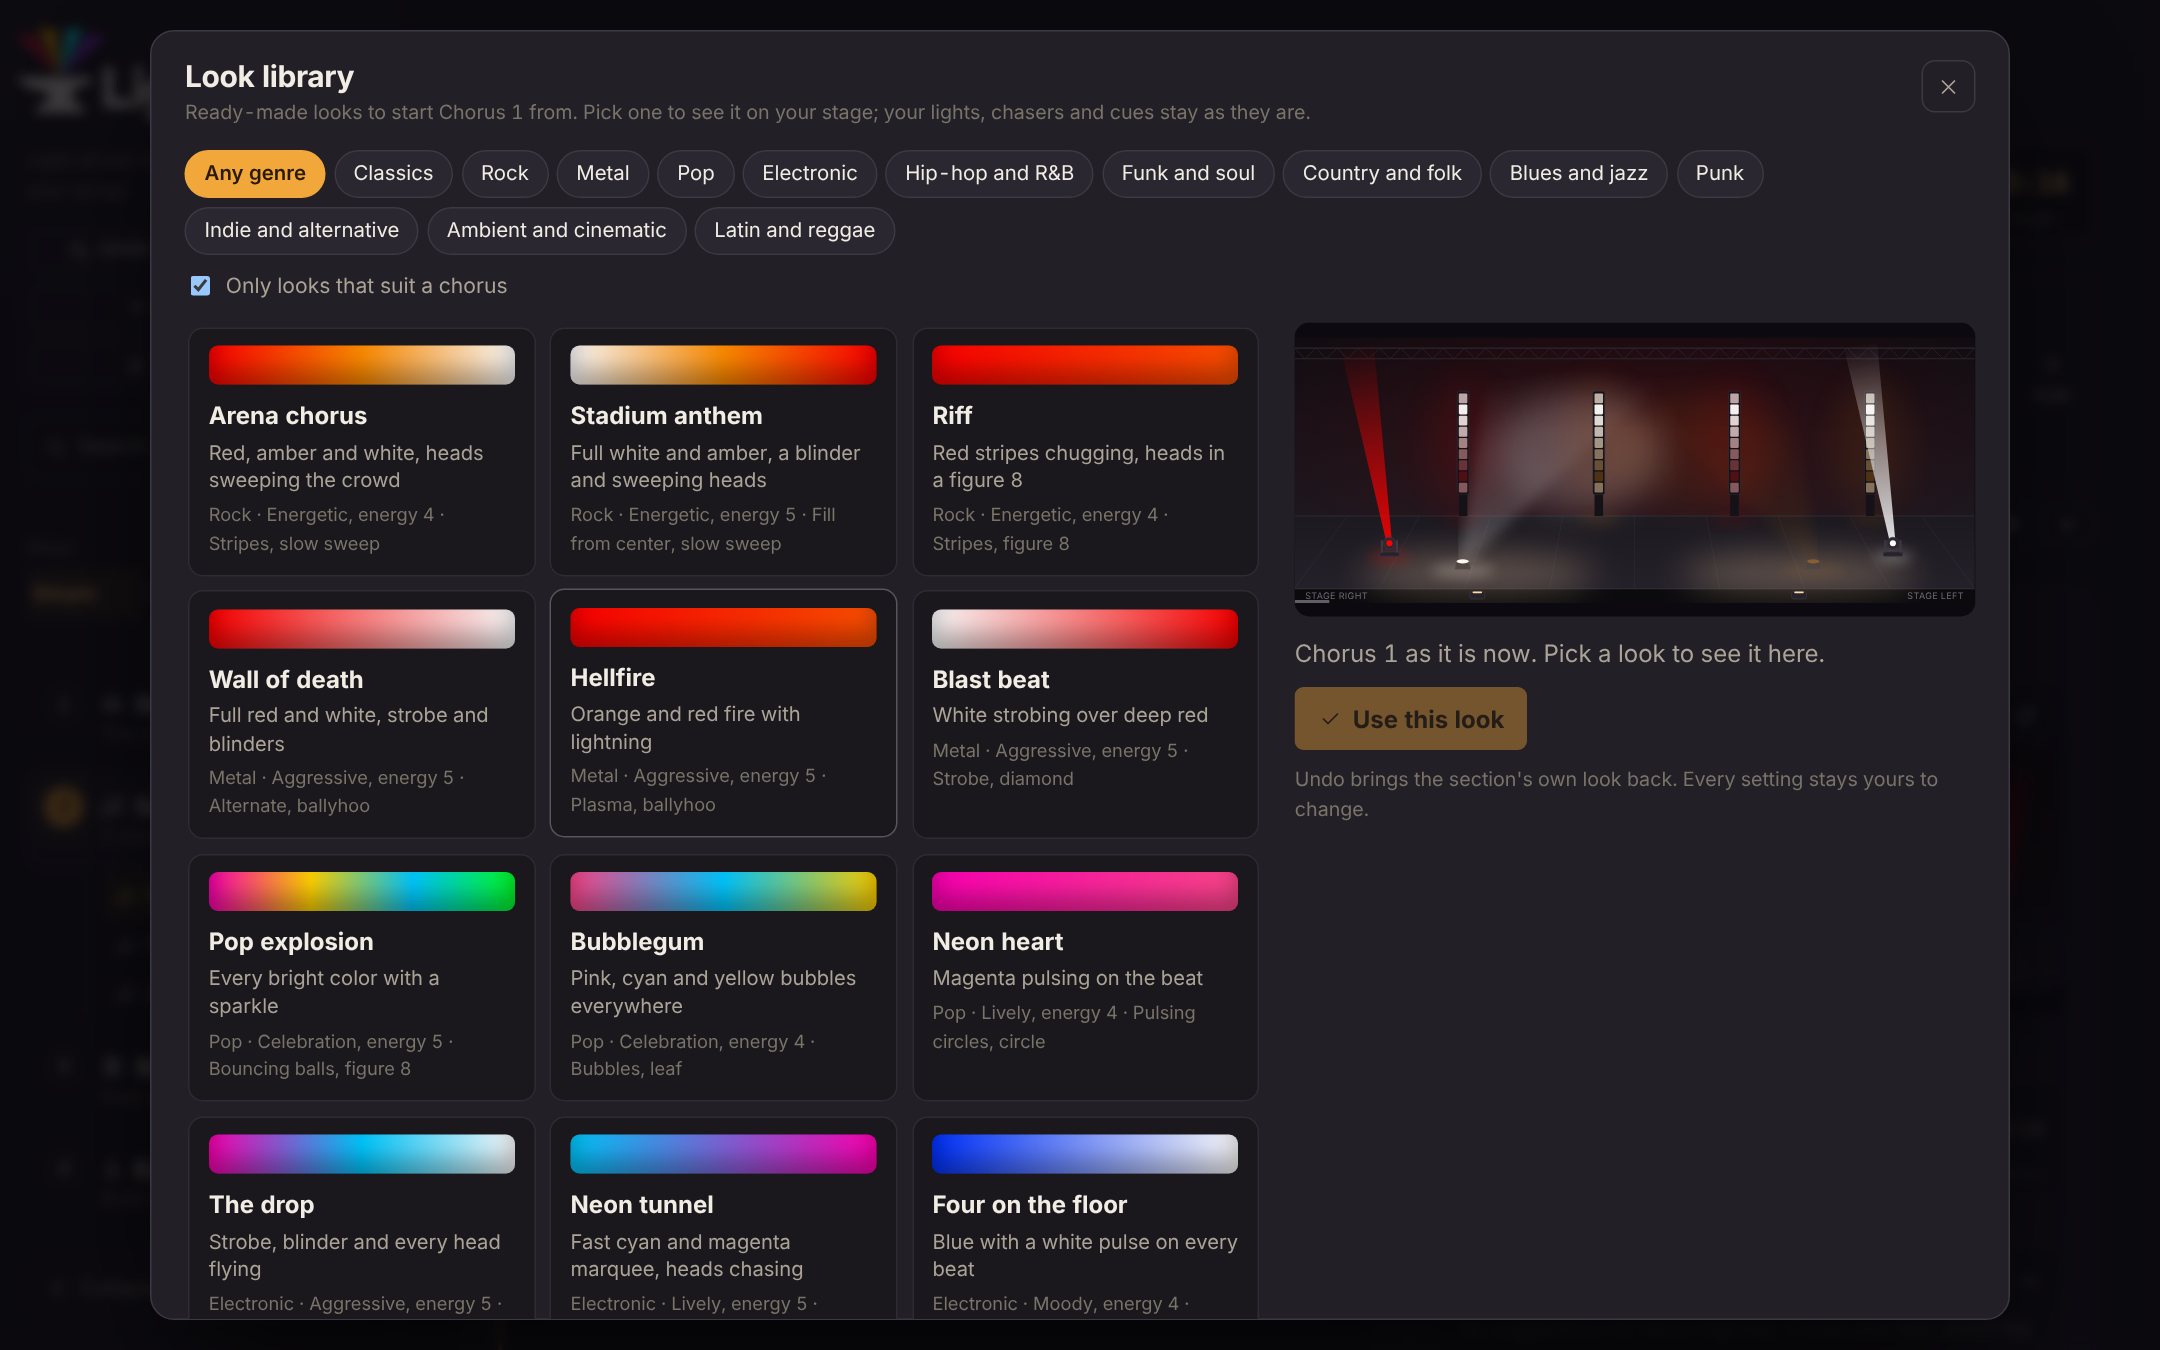 Look library
Ready-made looks to start Chorus 1 from. Pick one to see it on your stage; your lights, chasers and cues stay as they are.
Any genre
Classics
Rock
Metal
Pop
Electronic
Hip-hop and R&B
Funk and soul
Country and folk
Blues and jazz
Punk
Indie and alternative
Ambient and cinematic
Latin and reggae
Only looks that suit a chorus
Arena chorus
Red, amber and white, heads
sweeping the crowd
Rock · Energetic, energy 4 ·
Stripes, slow sweep
Stadium anthem
Full white and amber, a blinder
and sweeping heads
Rock · Energetic, energy 5 · Fill
from center, slow sweep
Riff
Red stripes chugging, heads in
a figure 8
Rock · Energetic, energy 4 ·
Stripes, figure 8
Wall of death
Full red and white, strobe and
blinders
Metal · Aggressive, energy 5 ·
Alternate, ballyhoo
Hellfire
Orange and red fire with
lightning
Metal · Aggressive, energy 5 ·
Plasma, ballyhoo
Blast beat
White strobing over deep red
Metal · Aggressive, energy 5 ·
Strobe, diamond
Pop explosion
Every bright color with a
sparkle
Pop · Celebration, energy 5 ·
Bouncing balls, figure 8
Bubblegum
Pink, cyan and yellow bubbles
everywhere
Pop · Celebration, energy 4 ·
Bubbles, leaf
Neon heart
Magenta pulsing on the beat
Pop · Lively, energy 4 · Pulsing
circles, circle
The drop
Strobe, blinder and every head
flying
Electronic · Aggressive, energy 5 ·
Neon tunnel
Fast cyan and magenta
marquee, heads chasing
Electronic · Lively, energy 5 ·
Four on the floor
Blue with a white pulse on every
beat
Electronic · Moody, energy 4 ·
STAGE RIGHT
STAGE LEFT
Chorus 1 as it is now. Pick a look to see it here.
Use this look
Undo brings the section's own look back. Every setting stays yours to
change.